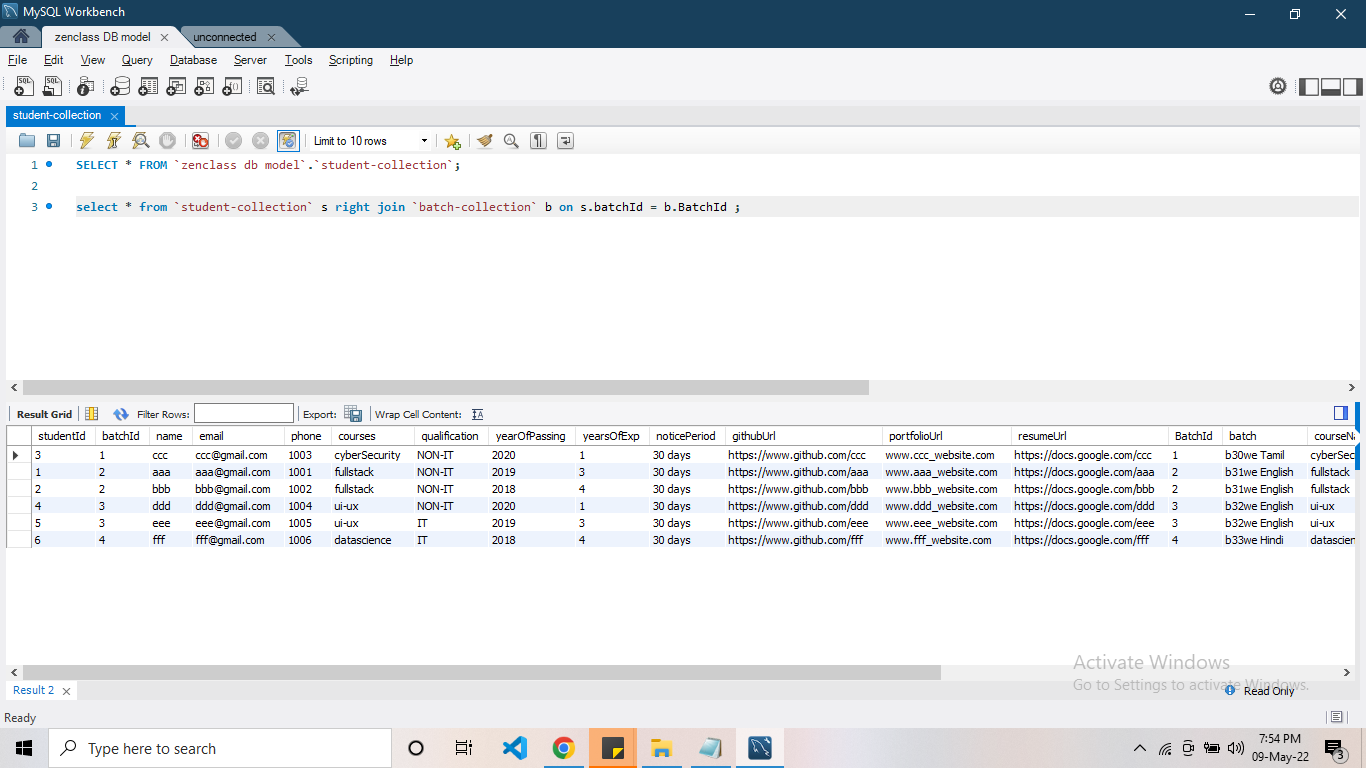 MySQL Workbench
zenclass DB model unconnected
File Edit View Query Database Server Tools Scripting Help
student-collection
Limit to 10 rows
1 SELECT * FROM `zenclass db model`.`student-collection`;
2
3 select * from `student-collection` s right join `batch-collection` b on s.batchId = b.BatchId ;
Result Grid Filter Rows: Export: Wrap Cell Content:
studentId batchId name email phone courses qualification yearOfPassing yearsOfExp noticePeriod githubUrl portfolioUrl resumeUrl BatchId batch courseNa
3 1 ccc ccc@gmail.com 1003 cyberSecurity NON-IT 2020 1 30 days https://www.github.com/ccc www.ccc_website.com https://docs.google.com/ccc 1 b30we Tamil cyberSec
1 2 aaa aaa@gmail.com 1001 fullstack NON-IT 2019 3 30 days https://www.github.com/aaa www.aaa_website.com https://docs.google.com/aaa 2 b31we English fullstack
2 2 bbb bbb@gmail.com 1002 fullstack NON-IT 2018 4 30 days https://www.github.com/bbb www.bbb_website.com https://docs.google.com/bbb 2 b31we English fullstack
4 3 ddd ddd@gmail.com 1004 ui-ux NON-IT 2020 1 30 days https://www.github.com/ddd www.ddd_website.com https://docs.google.com/ddd 3 b32we English ui-ux
5 3 eee eee@gmail.com 1005 ui-ux IT 2019 3 30 days https://www.github.com/eee www.eee_website.com https://docs.google.com/eee 3 b32we English ui-ux
6 4 fff fff@gmail.com 1006 datascience IT 2018 4 30 days https://www.github.com/fff www.fff_website.com https://docs.google.com/fff 4 b33we Hindi datascien
Activate Windows
Go to Settings to activate Windows.
Result 2 Read Only
Ready
Type here to search
7:54 PM
09-May-22
3